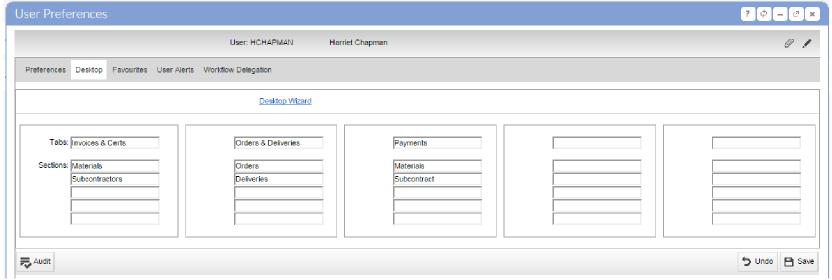 User Preferences
User: HCHAPMAN Harriet Chapman
Preferences Desktop Favourites User Alerts Workflow Delegation
Desktop Wizard
Tabs: Invoices & Certs Orders & Deliveries Payments
Sections: Materials Orders Materials
Subcontractors Deliveries Subcontract
Audit Undo Save